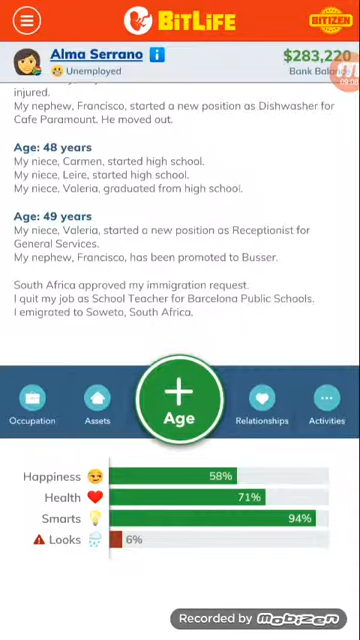 BITLIFE
BITIZEN
Alma Serrano
$283,220
Unemployed
Bank Balance
injured.
My nephew, Francisco, started a new position as Dishwasher for
Cafe Paramount. He moved out.
Age: 48 years
My niece, Carmen, started high school.
My niece, Leire, started high school.
My niece, Valeria, graduated from high school.
Age: 49 years
My niece, Valeria, started a new position as Receptionist for
General Services.
My nephew, Francisco, has been promoted to Busser.
South Africa approved my immigration request.
I quit my job as School Teacher for Barcelona Public Schools.
I emigrated to Soweto, South Africa.
Occupation
Assets
Age
Relationships
Activities
Happiness 58%
Health 71%
Smarts 94%
Looks 6%
Recorded by Mobizen